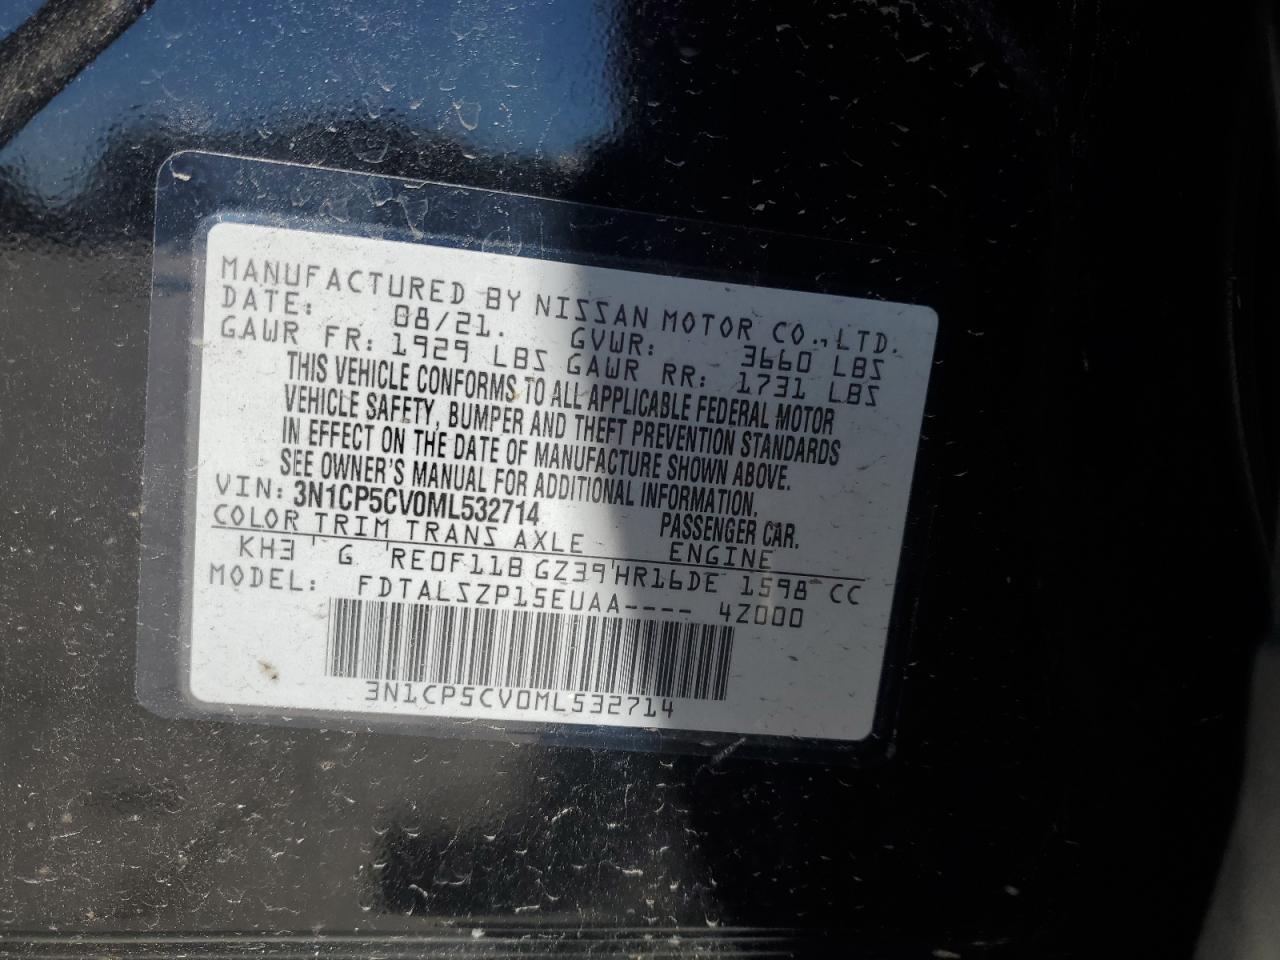 MANUFACTURED BY NISSAN MOTOR CO., LTD.
DATE: 08/21. GVWR: 3660 LBS
GAWR FR: 1929 LBS GAWR RR: 1731 LBS
THIS VEHICLE CONFORMS TO ALL APPLICABLE FEDERAL MOTOR
VEHICLE SAFETY, BUMPER AND THEFT PREVENTION STANDARDS
IN EFFECT ON THE DATE OF MANUFACTURE SHOWN ABOVE.
SEE OWNER'S MANUAL FOR ADDITIONAL INFORMATION.
VIN: 3N1CP5CV0ML532714 PASSENGER CAR.
COLOR TRIM TRANS AXLE ENGINE
KH3 G RE0F11B GZ39 HR16DE 1598 CC
MODEL: FDTALSZP15EUAA---- 4Z000
3N1CP5CV0ML532714